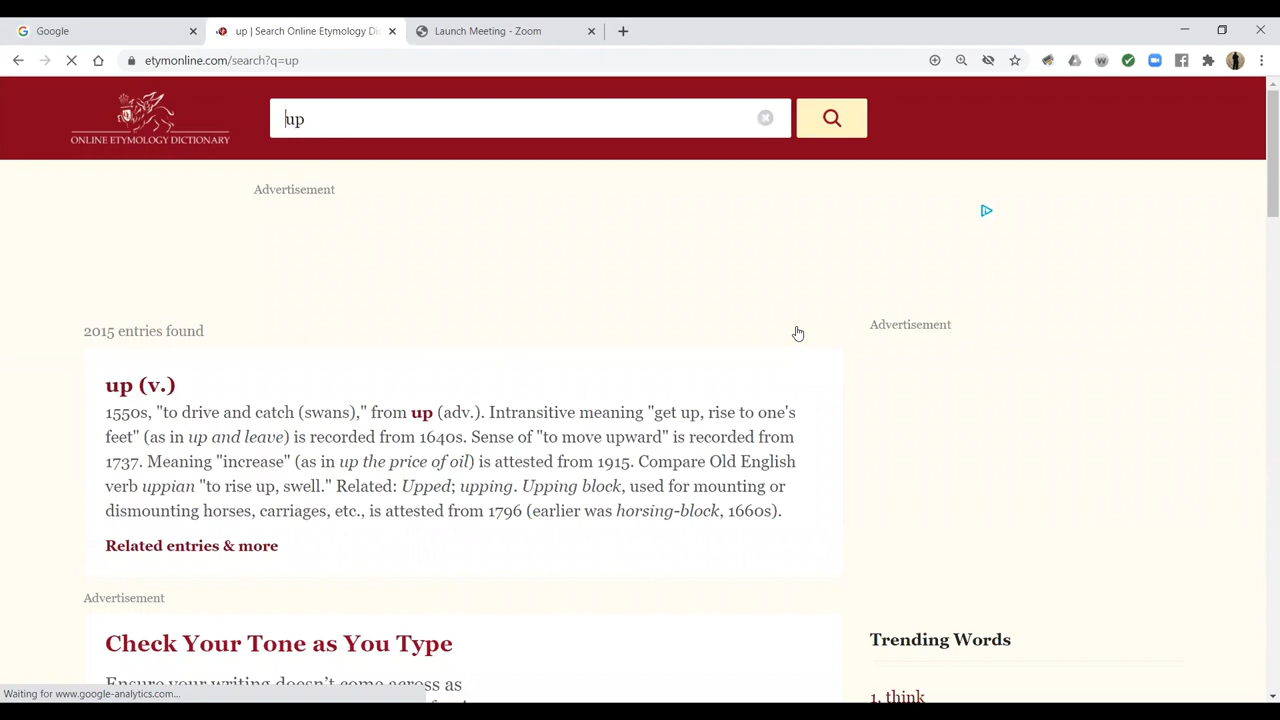 Google
up | Search Online Etymology Di
Launch Meeting - Zoom
etymonline.com/search?q=up
ONLINE ETYMOLOGY DICTIONARY
up
Advertisement
2015 entries found
Advertisement
up (v.)
1550s, "to drive and catch (swans)," from up (adv.). Intransitive meaning "get up, rise to one's
feet" (as in up and leave) is recorded from 1640s. Sense of "to move upward" is recorded from
1737. Meaning "increase" (as in up the price of oil) is attested from 1915. Compare Old English
verb uppian "to rise up, swell." Related: Upped; upping. Upping block, used for mounting or
dismounting horses, carriages, etc., is attested from 1796 (earlier was horsing-block, 1660s).
Related entries & more
Advertisement
Check Your Tone as You Type
Ensure your writing doesn't come across as
Trending Words
1. think
Waiting for www.google-analytics.com...